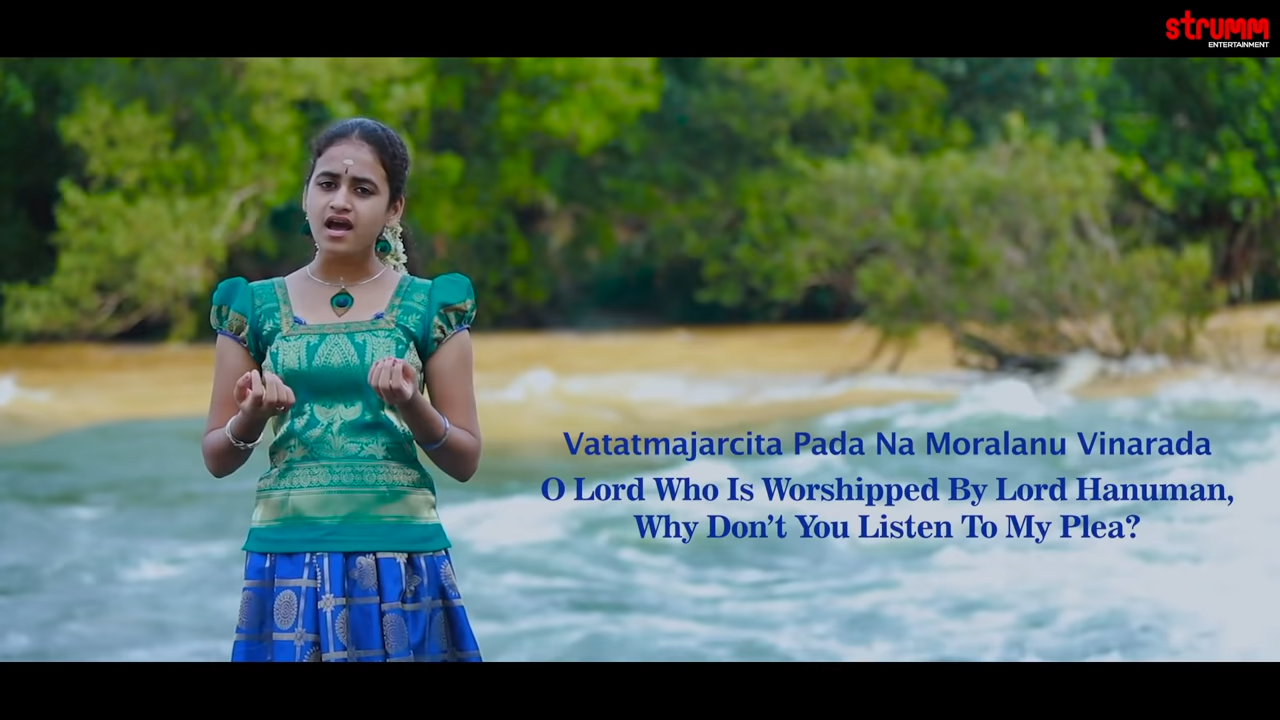 strumm
ENTERTAINMENT
Vatatmajarcita Pada Na Moralanu Vinarada
O Lord Who Is Worshipped By Lord Hanuman,
Why Don't You Listen To My Plea?